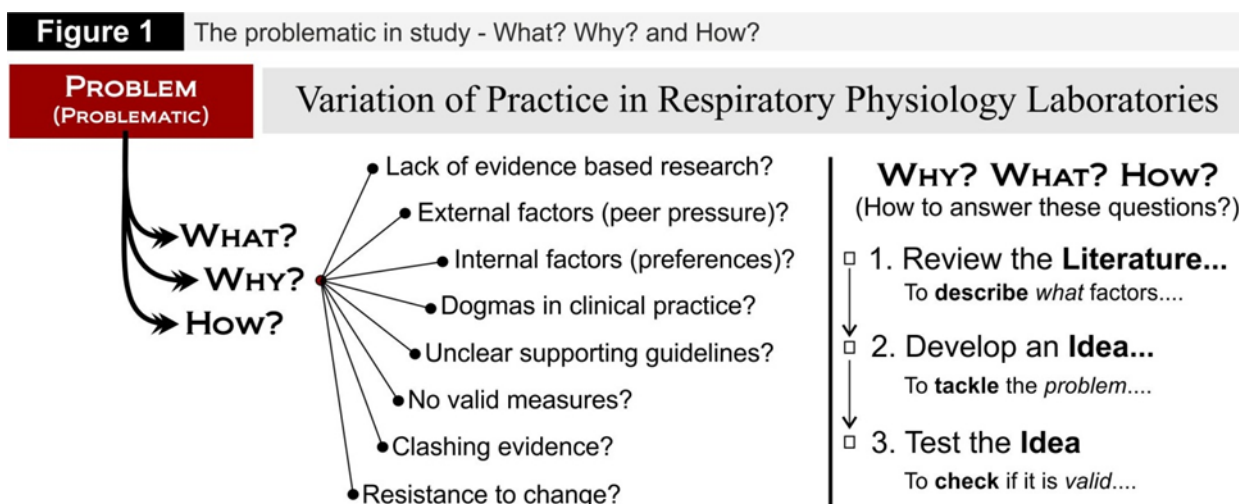 Figure 1 The problematic in study - What? Why? and How?
PROBLEM
(PROBLEMATIC)
Variation of Practice in Respiratory Physiology Laboratories
WHAT?
WHY?
HOW?
Lack of evidence based research?
External factors (peer pressure)?
Internal factors (preferences)?
Dogmas in clinical practice?
Unclear supporting guidelines?
No valid measures?
Clashing evidence?
Resistance to change?
WHY? WHAT? HOW?
(How to answer these questions?)
1. Review the Literature...
To describe what factors....
2. Develop an Idea...
To tackle the problem....
3. Test the Idea
To check if it is valid....